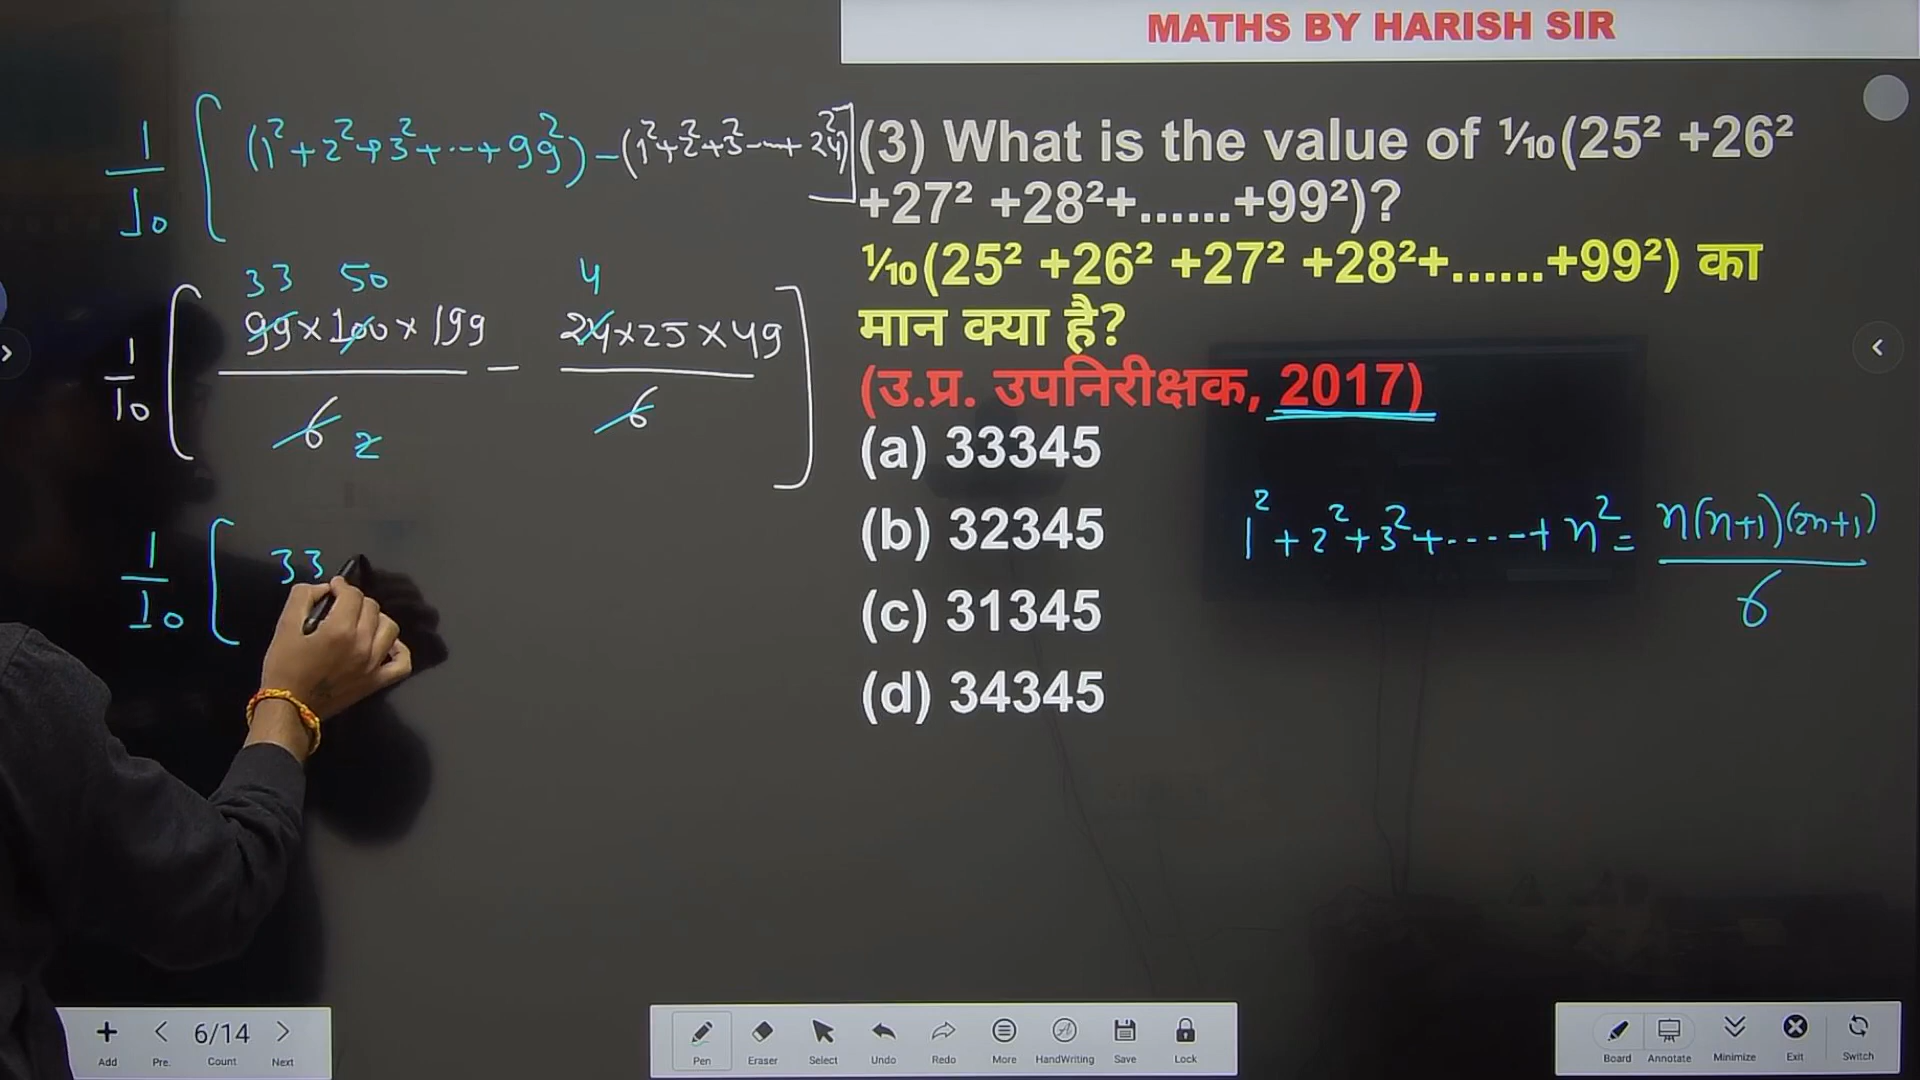 MATHS BY HARISH SIR
(3) What is the value of ⅒(25² +26²
+27² +28²+......+99²)?
⅒(25² +26² +27² +28²+......+99²) का
मान क्या है?
(उ.प्र. उपनिरीक्षक, 2017)
(a) 33345
(b) 32345
(c) 31345
(d) 34345
1²+2²+3²+-----+n²= n(n+1)(2n+1)
6
1/10 [ (1²+2²+3²+---+99²) - (1²+2²+3²---+24²) ]
33 50 4
1/10 [ 99×100×199 / 6 2 - 24×25×49 / 6 ]
1/10 [ 33
Add Pre. 6/14 Count Next
Pen Eraser Select Undo Redo More HandWriting Save Lock
Board Annotate Minimize Exit Switch